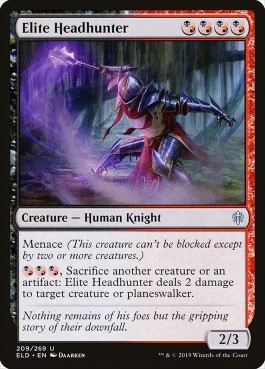 Elite Headhunter
Creature — Human Knight
Menace (This creature can't be blocked except
by two or more creatures.)
, Sacrifice another creature or an
artifact: Elite Headhunter deals 2 damage
to target creature or planeswalker.
Nothing remains of his foes but the gripping
story of their downfall.
2/3
209/269 U
ELD • EN DAARKEN
™ & © 2019 Wizards of the Coast